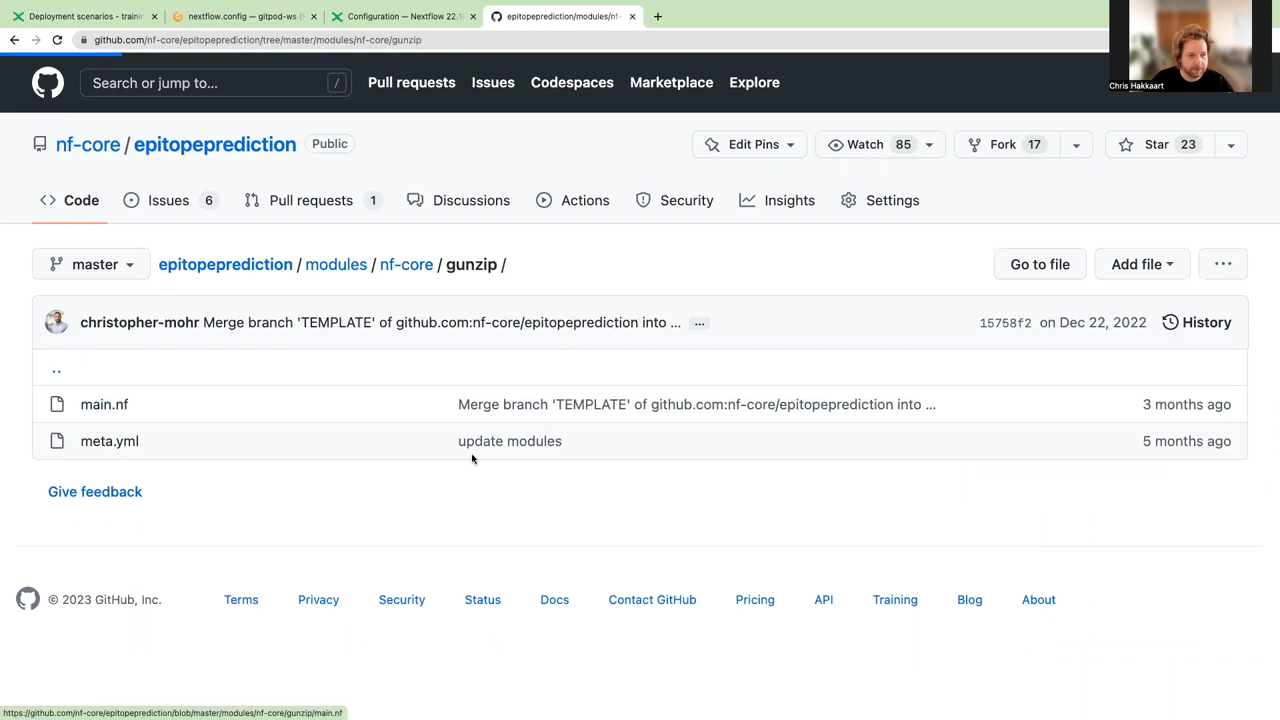 Deployment scenarios - traini
nextflow.config — gitpod-ws (
Configuration — Nextflow 22.1
epitopeprediction/modules/nf-
github.com/nf-core/epitopeprediction/tree/master/modules/nf-core/gunzip
Chris Hakkaart
Search or jump to...
/
Pull requests
Issues
Codespaces
Marketplace
Explore
nf-core / epitopeprediction
Public
Edit Pins
Watch 85
Fork 17
Star 23
Code
Issues 6
Pull requests 1
Discussions
Actions
Security
Insights
Settings
master
epitopeprediction / modules / nf-core / gunzip /
Go to file
Add file
...
christopher-mohr Merge branch 'TEMPLATE' of github.com:nf-core/epitopeprediction into ...
...
15758f2 on Dec 22, 2022
History
..
main.nf
Merge branch 'TEMPLATE' of github.com:nf-core/epitopeprediction into ...
3 months ago
meta.yml
update modules
5 months ago
Give feedback
© 2023 GitHub, Inc.
Terms
Privacy
Security
Status
Docs
Contact GitHub
Pricing
API
Training
Blog
About
https://github.com/nf-core/epitopeprediction/blob/master/modules/nf-core/gunzip/main.nf